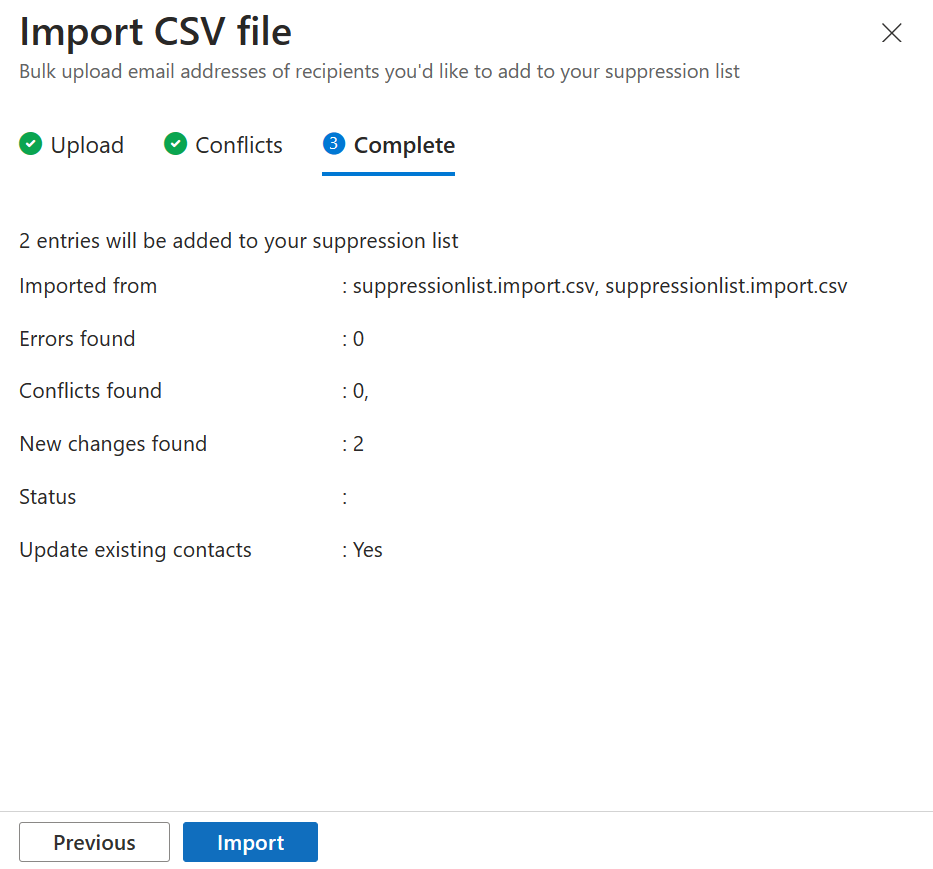 Import CSV file
Bulk upload email addresses of recipients you'd like to add to your suppression list
Upload Conflicts 3 Complete
2 entries will be added to your suppression list
Imported from : suppressionlist.import.csv, suppressionlist.import.csv
Errors found : 0
Conflicts found : 0,
New changes found : 2
Status :
Update existing contacts : Yes
Previous Import